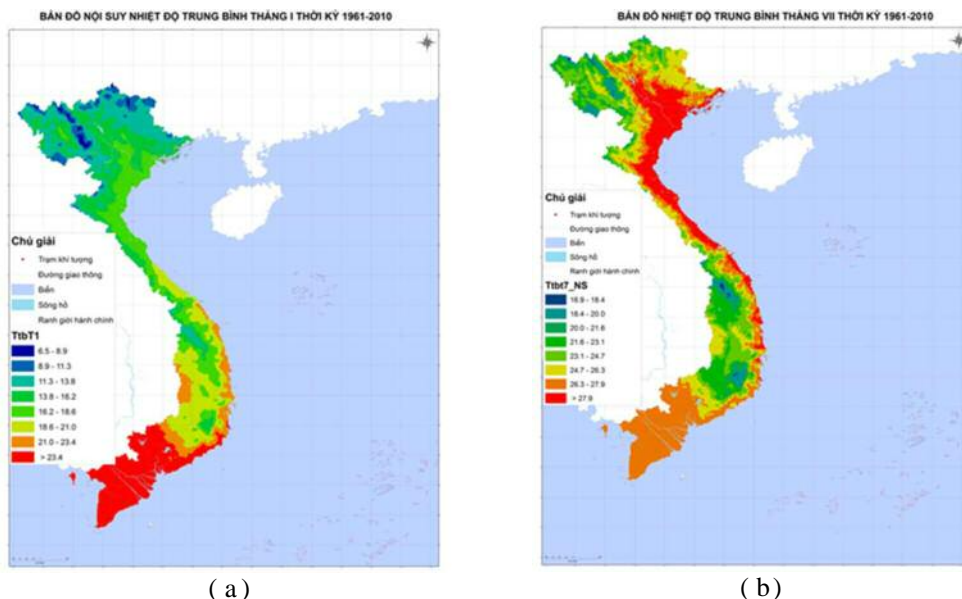 BẢN ĐỒ NỘI SUY NHIỆT ĐỘ TRUNG BÌNH THÁNG I THỜI KỲ 1961-2010
Chú giải
Trạm khí tượng
Đường giao thông
Biển
Sông hồ
Ranh giới hành chính
TtbT1
6.5 - 8.9
8.9 - 11.3
11.3 - 13.8
13.8 - 16.2
16.2 - 18.6
18.6 - 21.0
21.0 - 23.4
> 23.4
(a)
BẢN ĐỒ NHIỆT ĐỘ TRUNG BÌNH THÁNG VII THỜI KỲ 1961-2010
Chú giải
Trạm khí tượng
Đường giao thông
Biển
Sông hồ
Ranh giới hành chính
Ttbt7_NS
16.9 - 18.4
18.4 - 20.0
20.0 - 21.6
21.6 - 23.1
23.1 - 24.7
24.7 - 26.3
26.3 - 27.9
> 27.9
(b)